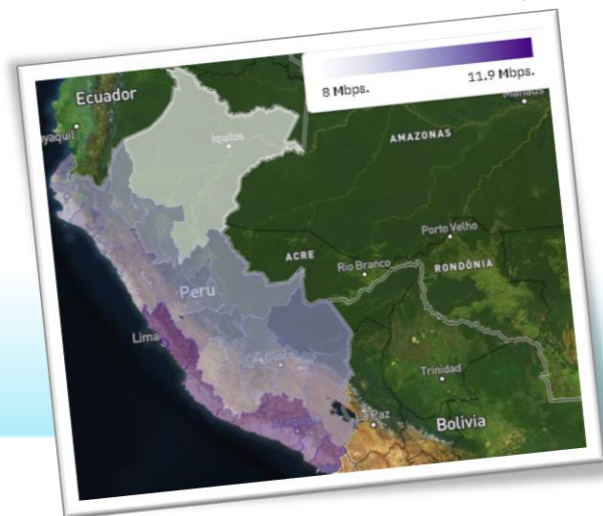 8 Mbps.
11.9 Mbps.
Ecuador
Manaus
Iquitos
AMAZONAS
Porto Velho
ACRE
Rio Branco
RONDÔNIA
Peru
Lima
Cusco
Trinidad
La Paz
Bolivia